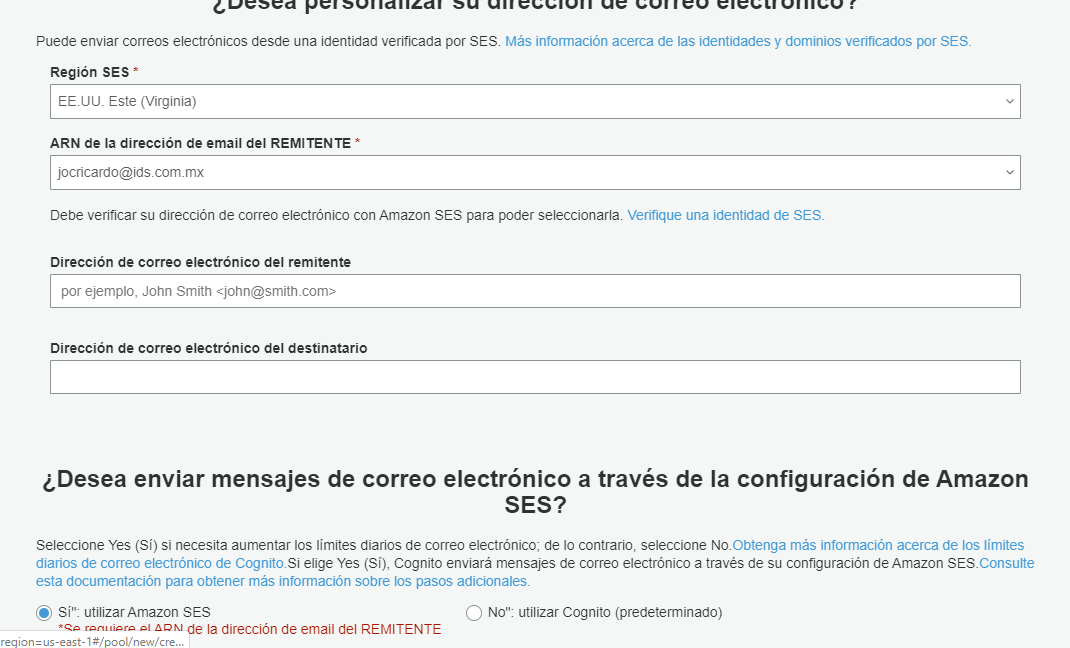 ¿Desea personalizar su dirección de correo electrónico?
Puede enviar correos electrónicos desde una identidad verificada por SES. Más información acerca de las identidades y dominios verificados por SES.
Región SES *
EE.UU. Este (Virginia)
ARN de la dirección de email del REMITENTE *
jocricardo@ids.com.mx
Debe verificar su dirección de correo electrónico con Amazon SES para poder seleccionarla. Verifique una identidad de SES.
Dirección de correo electrónico del remitente
por ejemplo, John Smith <john@smith.com>
Dirección de correo electrónico del destinatario
¿Desea enviar mensajes de correo electrónico a través de la configuración de Amazon
SES?
Seleccione Yes (Sí) si necesita aumentar los límites diarios de correo electrónico; de lo contrario, seleccione No.Obtenga más información acerca de los límites
diarios de correo electrónico de Cognito.Si elige Yes (Sí), Cognito enviará mensajes de correo electrónico a través de su configuración de Amazon SES.Consulte
esta documentación para obtener más información sobre los pasos adicionales.
Sí": utilizar Amazon SES No": utilizar Cognito (predeterminado)
*Se requiere el ARN de la dirección de email del REMITENTE
region=us-east-1#/pool/new/cre...